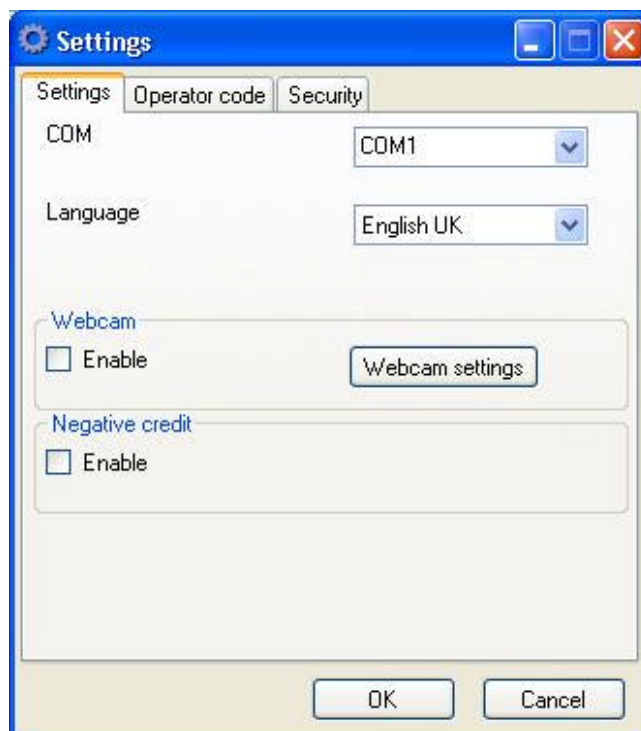 Settings
Settings Operator code Security
COM COM1
Language English UK
Webcam
Enable Webcam settings
Negative credit
Enable
OK Cancel